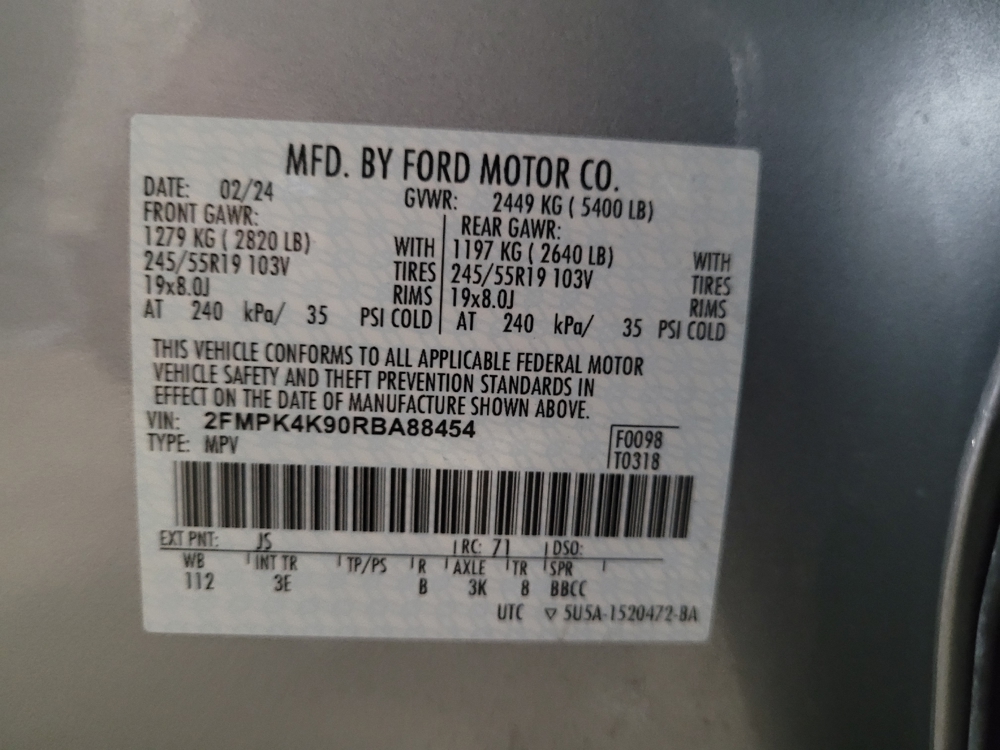 MFD. BY FORD MOTOR CO.
DATE: 02/24 GVWR: 2449 KG ( 5400 LB)
FRONT GAWR: REAR GAWR:
1279 KG ( 2820 LB) WITH 1197 KG ( 2640 LB) WITH
245/55R19 103V TIRES 245/55R19 103V TIRES
19x8.0J RIMS 19x8.0J RIMS
AT 240 kPa/ 35 PSI COLD AT 240 kPa/ 35 PSI COLD
THIS VEHICLE CONFORMS TO ALL APPLICABLE FEDERAL MOTOR
VEHICLE SAFETY AND THEFT PREVENTION STANDARDS IN
EFFECT ON THE DATE OF MANUFACTURE SHOWN ABOVE.
VIN: 2FMPK4K90RBA88454
TYPE: MPV
F0098
T0318
EXT PNT: JS RC: 71 DSO:
WB INT TR TP/PS R AXLE TR SPR
112 3E B 3K 8 BBCC
UTC ▽ 5U5A-1520472-BA